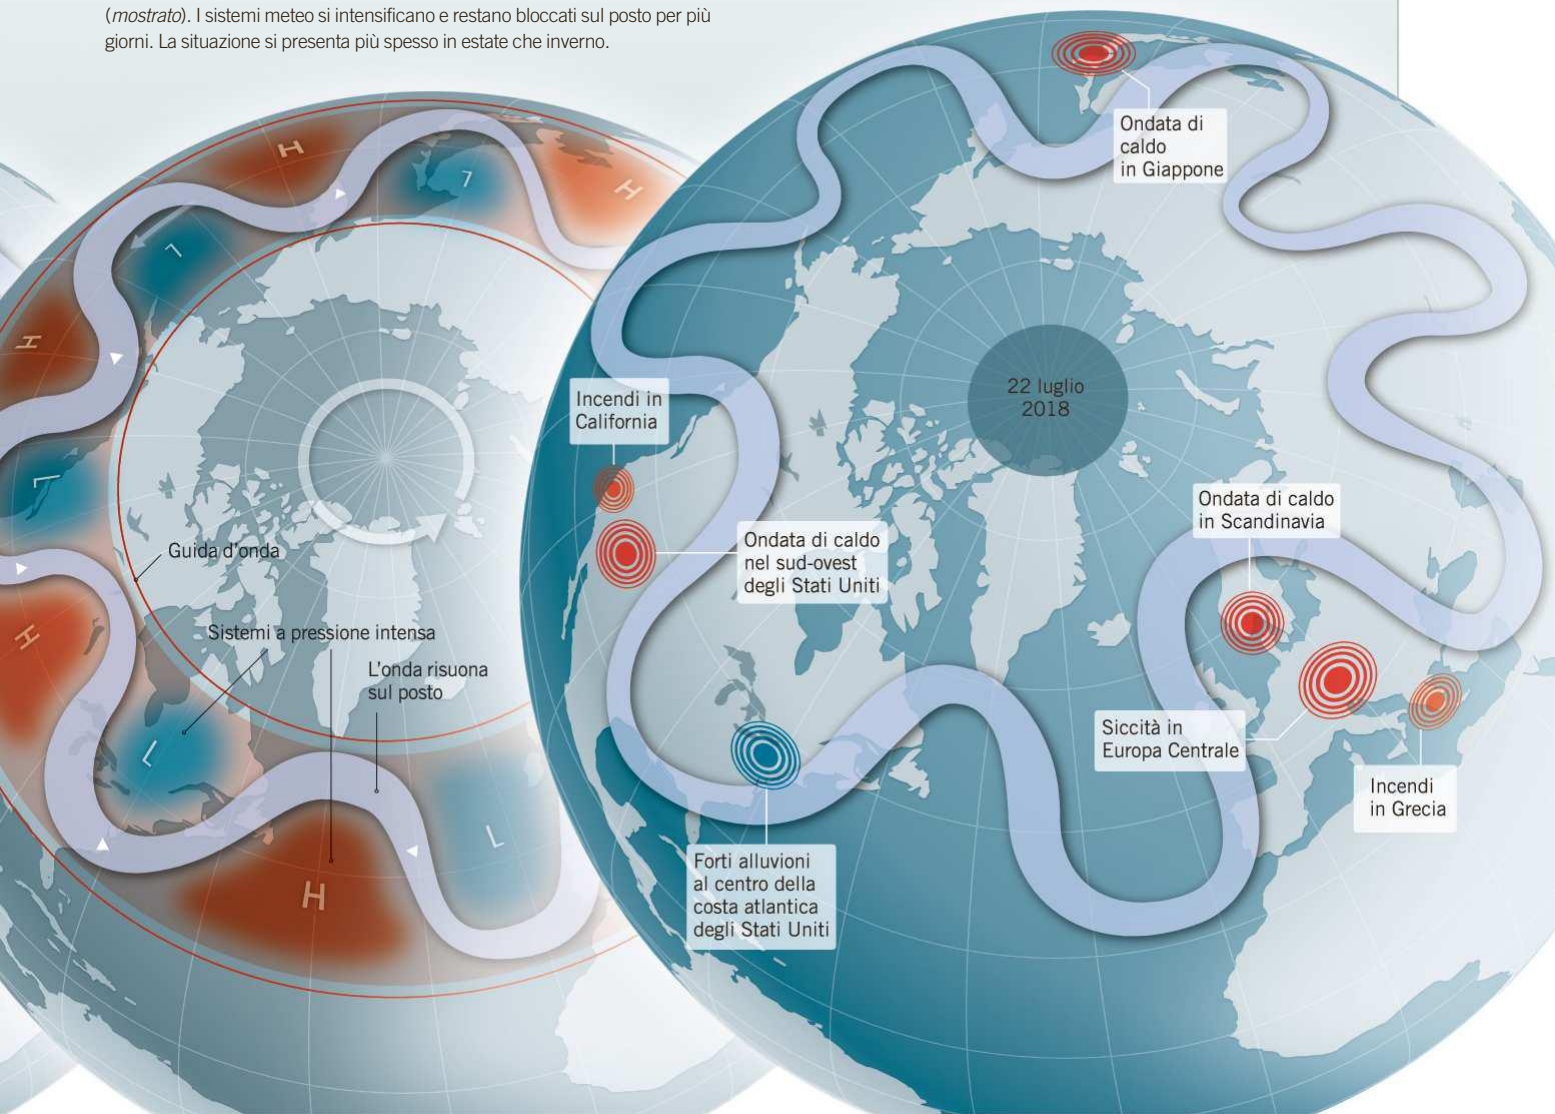 (mostrato). I sistemi meteo si intensificano e restano bloccati sul posto per più
giorni. La situazione si presenta più spesso in estate che inverno.
H
L
H
L
H
L
H
L
H
L
Guida d'onda
Sistemi a pressione intensa
L'onda risuona
sul posto
Ondata di
caldo
in Giappone
22 luglio
2018
Incendi in
California
Ondata di caldo
nel sud-ovest
degli Stati Uniti
Ondata di caldo
in Scandinavia
Siccità in
Europa Centrale
Incendi
in Grecia
Forti alluvioni
al centro della
costa atlantica
degli Stati Uniti